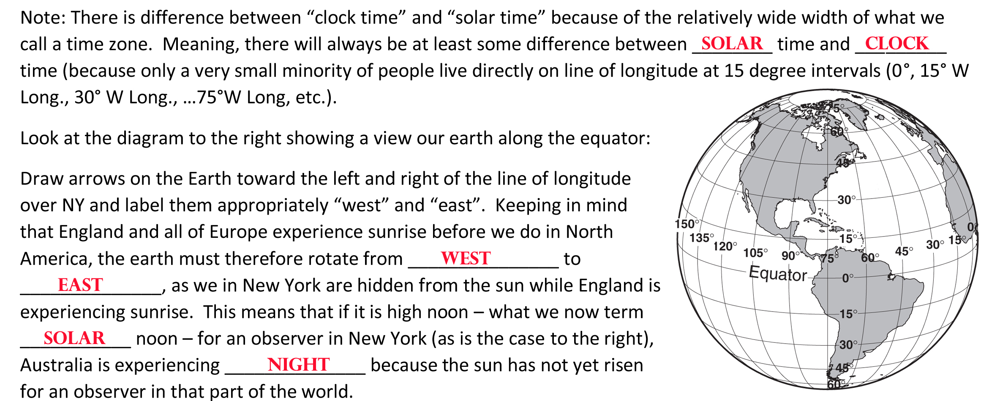 Note: There is difference between “clock time” and “solar time” because of the relatively wide width of what we
call a time zone.  Meaning, there will always be at least some difference between SOLAR time and CLOCK
time (because only a very small minority of people live directly on line of longitude at 15 degree intervals (0°, 15° W
Long., 30° W Long., …75°W Long, etc.).
Look at the diagram to the right showing a view our earth along the equator:
Draw arrows on the Earth toward the left and right of the line of longitude
over NY and label them appropriately “west” and “east”.  Keeping in mind
that England and all of Europe experience sunrise before we do in North
America, the earth must therefore rotate from WEST to
EAST, as we in New York are hidden from the sun while England is
experiencing sunrise.  This means that if it is high noon – what we now term
SOLAR noon – for an observer in New York (as is the case to the right),
Australia is experiencing NIGHT because the sun has not yet risen
for an observer in that part of the world.
75°
60°
45°
30°
15°
150°
135°
120°
105°
90°
75°
60°
45°
30°
15°
0°
Equator
0°
15°
30°
45°
60°